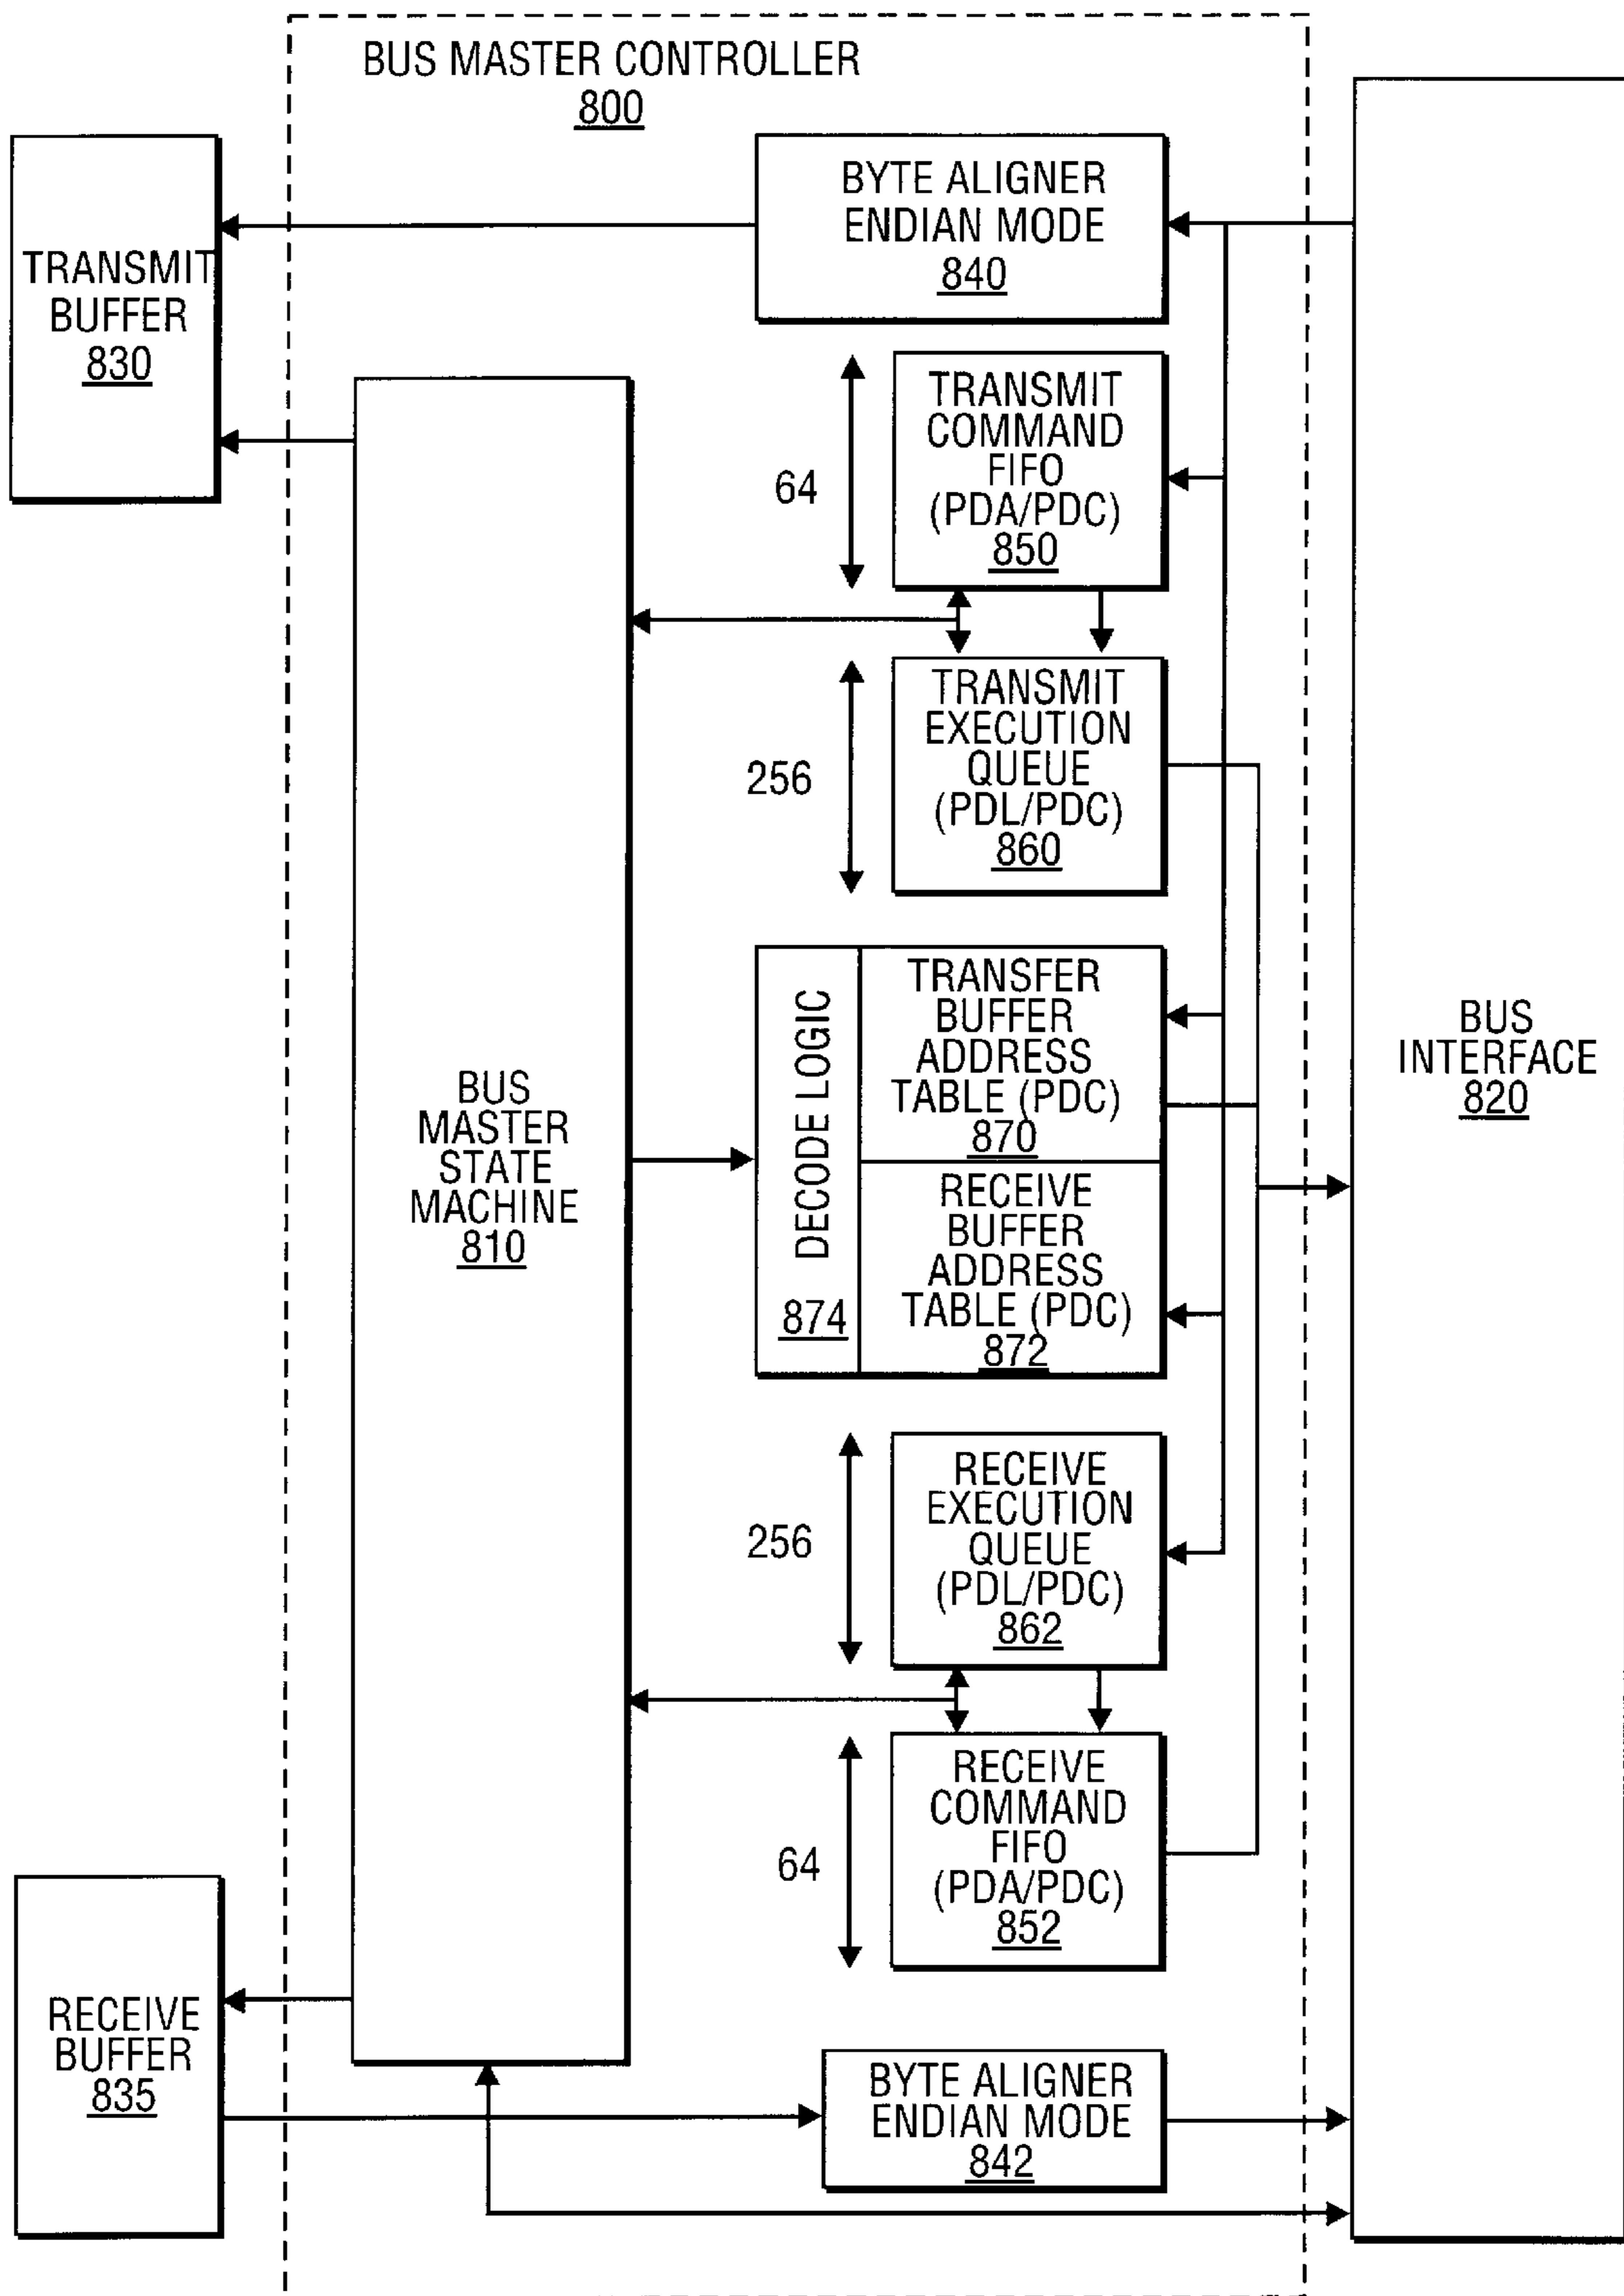 BUS MASTER CONTROLLER
800
BYTE ALIGNER
ENDIAN MODE
840
TRANSMIT
BUFFER
830
TRANSMIT
COMMAND
FIFO
(PDA/PDC)
850
64
TRANSMIT
EXECUTION
QUEUE
(PDL/PDC)
860
256
BUS
MASTER
STATE
MACHINE
810
DECODE LOGIC
874
TRANSFER
BUFFER
ADDRESS
TABLE (PDC)
870
RECEIVE
BUFFER
ADDRESS
TABLE (PDC)
872
BUS
INTERFACE
820
RECEIVE
EXECUTION
QUEUE
(PDL/PDC)
862
256
RECEIVE
COMMAND
FIFO
(PDA/PDC)
852
64
RECEIVE
BUFFER
835
BYTE ALIGNER
ENDIAN MODE
842